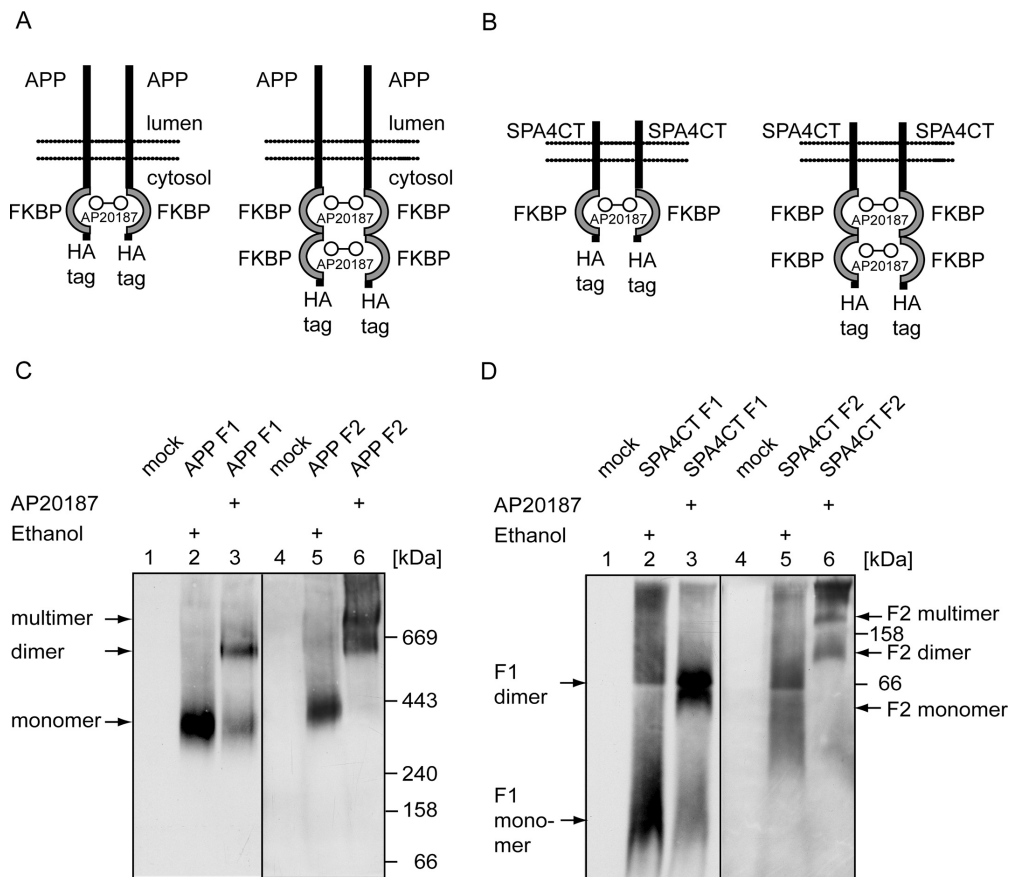 A
APP APP APP APP
lumen lumen
cytosol cytosol
FKBP AP20187 FKBP FKBP AP20187 FKBP
FKBP AP20187 FKBP
HA HA
tag tag
HA HA
tag tag
B
SPA4CT SPA4CT SPA4CT SPA4CT
FKBP AP20187 FKBP FKBP AP20187 FKBP
FKBP AP20187 FKBP
HA HA
tag tag
HA HA
tag tag
C
mock APP F1 APP F1 mock APP F2 APP F2
AP20187 + +
Ethanol + +
1 2 3 4 5 6 [kDa]
multimer
669
dimer
443
monomer
240
158
66
D
mock SPA4CT F1 SPA4CT F1 mock SPA4CT F2 SPA4CT F2
AP20187 + +
Ethanol + +
1 2 3 4 5 6 [kDa]
F2 multimer
158
F2 dimer
F1
dimer
66
F2 monomer
F1
mono-
mer